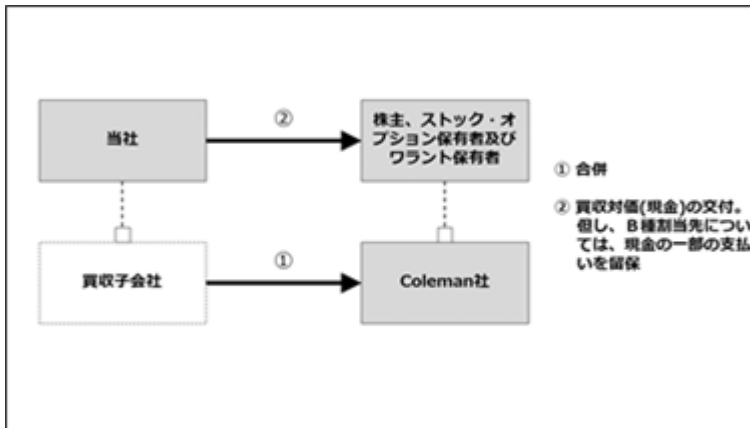 ②
当社
株主、ストック・オ
プション保有者及び
ワラント保有者
① 合併
② 買収対価(現金)の交付。
但し、B種割当先につい
ては、現金の一部の支払
いを留保
①
買収子会社
Coleman社